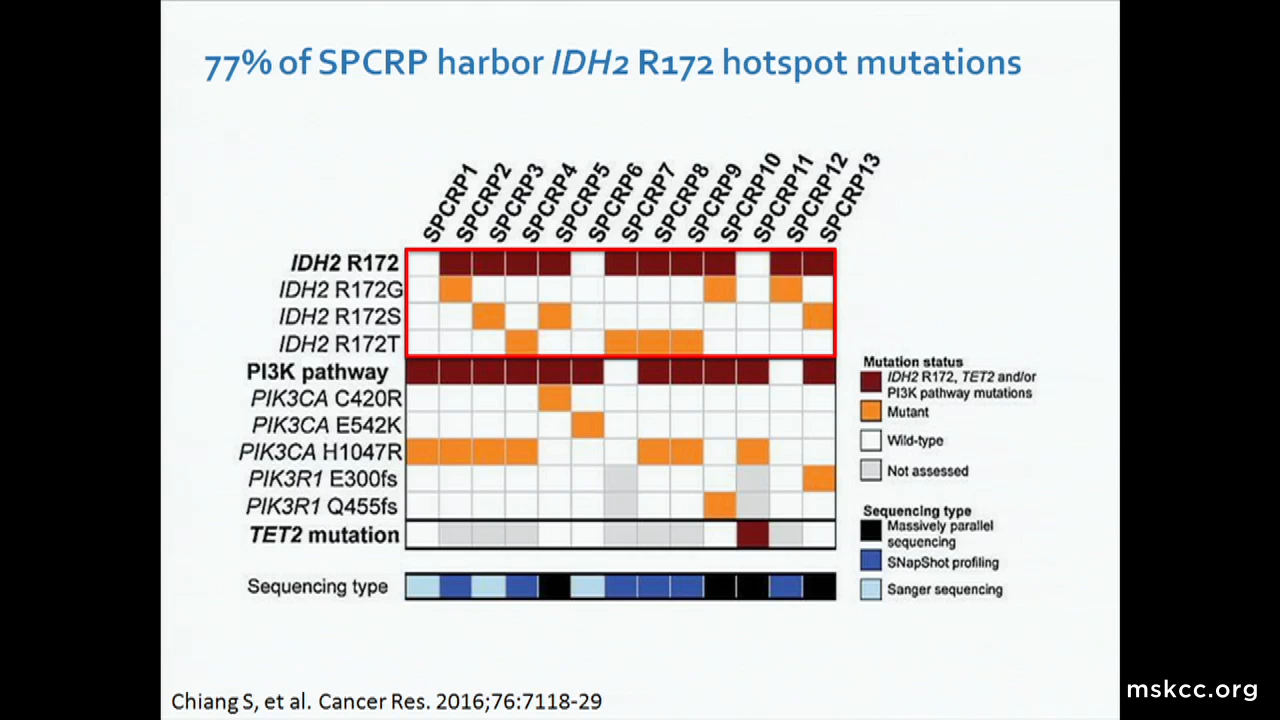 77% of SPCRP harbor IDH2 R172 hotspot mutations
SPCRP1
SPCRP2
SPCRP3
SPCRP4
SPCRP5
SPCRP6
SPCRP7
SPCRP8
SPCRP9
SPCRP10
SPCRP11
SPCRP12
SPCRP13
IDH2 R172
IDH2 R172G
IDH2 R172S
IDH2 R172T
PI3K pathway
PIK3CA C420R
PIK3CA E542K
PIK3CA H1047R
PIK3R1 E300fs
PIK3R1 Q455fs
TET2 mutation
Sequencing type
Mutation status
IDH2 R172, TET2 and/or
PI3K pathway mutations
Mutant
Wild-type
Not assessed
Sequencing type
Massively parallel
sequencing
SNapShot profiling
Sanger sequencing
Chiang S, et al. Cancer Res. 2016;76:7118-29
mskcc.org